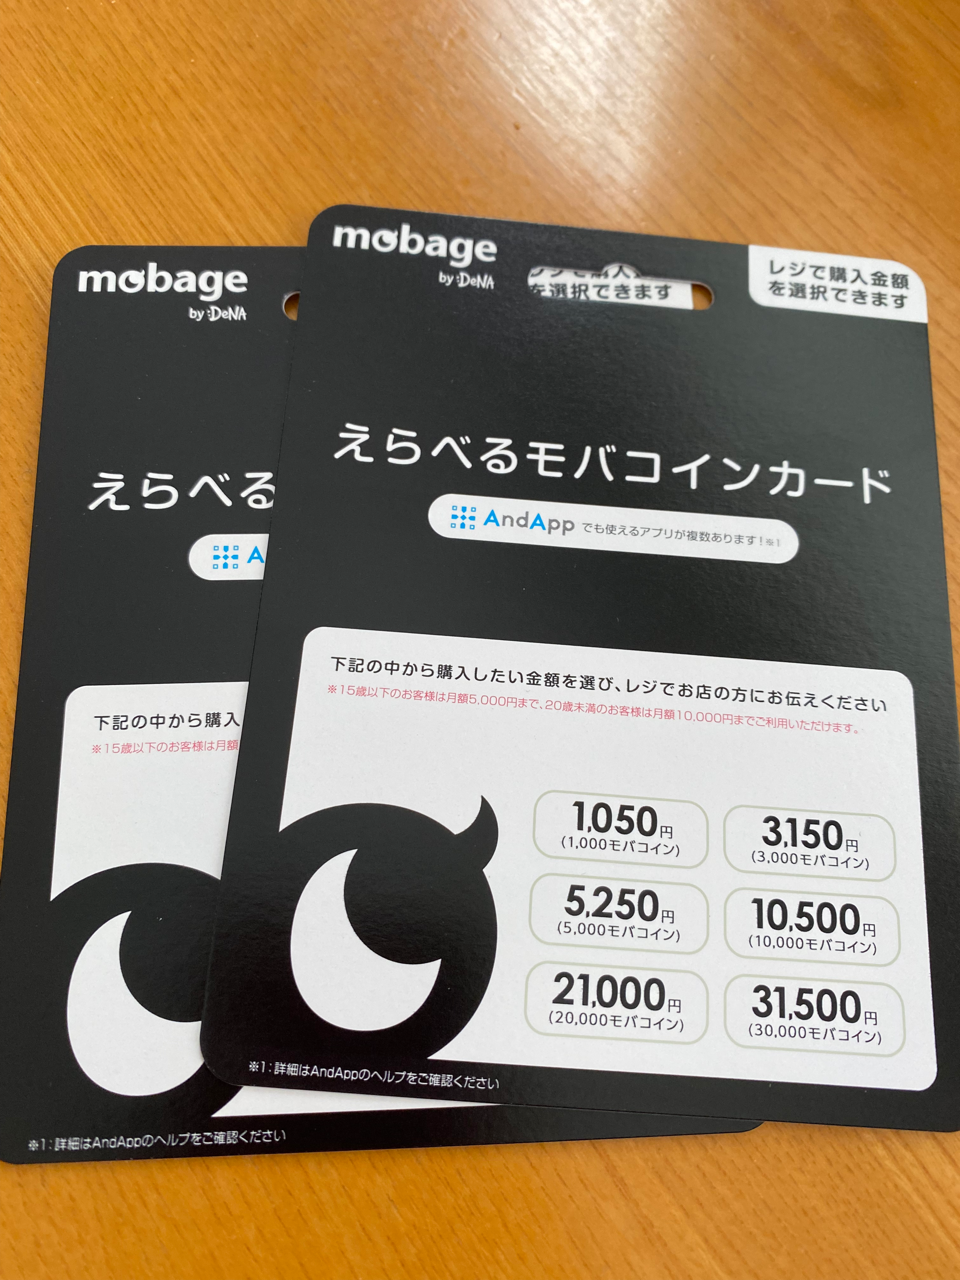 mobage
by :DeNA
えらべる
A
下記の中から購入
※15歳以下のお客様は月額
※1：詳細はAndAppのヘルプをご確認ください
mobage
by :DeNA
を選択できます
レジで購入金額
を選択できます
えらべるモバコインカード
AndApp でも使えるアプリが複数あります！※1
下記の中から購入したい金額を選び、レジでお店の方にお伝えください
※15歳以下のお客様は月額5,000円まで、20歳未満のお客様は月額10,000円までご利用いただけます。
1,050円
(1,000モバコイン)
3,150円
(3,000モバコイン)
5,250円
(5,000モバコイン)
10,500円
(10,000モバコイン)
21,000円
(20,000モバコイン)
31,500円
(30,000モバコイン)
※1：詳細はAndAppのヘルプをご確認ください